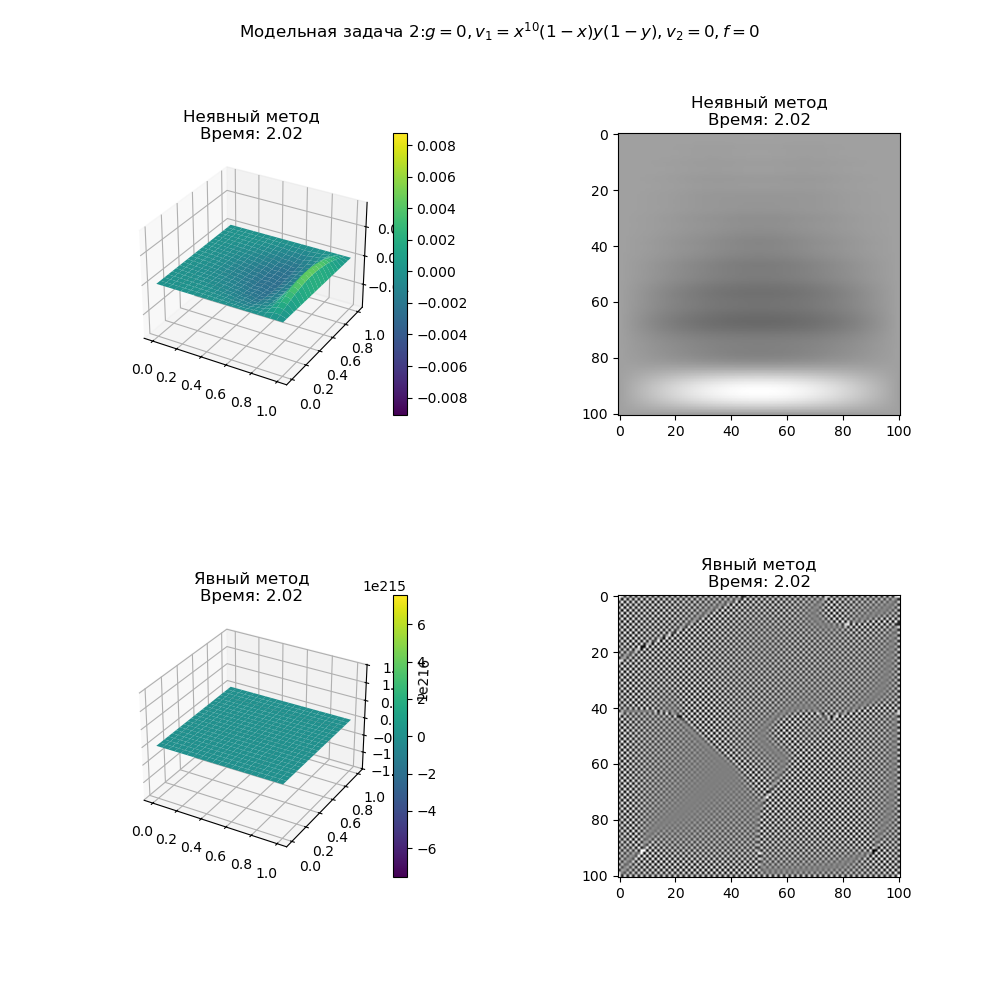 Модельная задача 2:g = 0, v₁ = x¹⁰(1 − x)y(1 − y), v₂ = 0, f = 0
Неявный метод
Время: 2.02
0.008
0.006
0.004
0.002
0.000
−0.002
−0.004
−0.006
−0.008
0.0 0.2 0.4 0.6 0.8 1.0
0.0 0.2 0.4 0.6 0.8 1.0
Неявный метод
Время: 2.02
0
20
40
60
80
100
0 20 40 60 80 100
Явный метод
Время: 2.02
1e215
6
4
2
0
−2
−4
−6
0.0 0.2 0.4 0.6 0.8 1.0
0.0 0.2 0.4 0.6 0.8 1.0
Явный метод
Время: 2.02
0
20
40
60
80
100
0 20 40 60 80 100